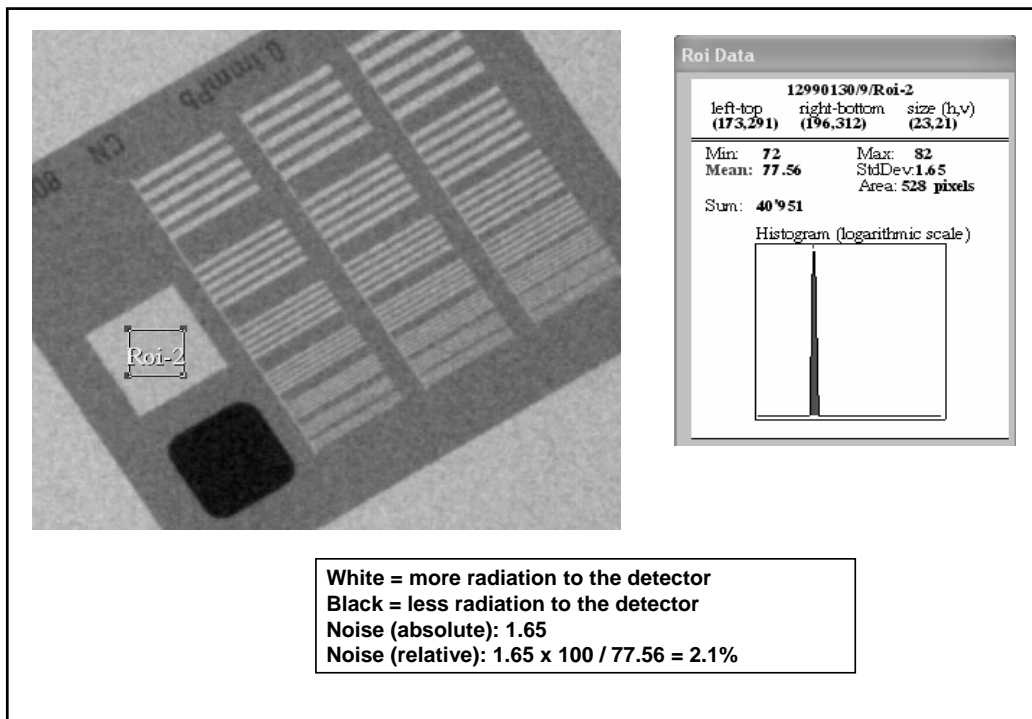 0.1mmPb
CN
Roi-2
Roi Data
12990130/9/Roi-2
left-top right-bottom size (h,v)
(173,291) (196,312) (23,21)
Min: 72 Max: 82
Mean: 77.56 StdDev:1.65
Area: 528 pixels
Sum: 40'951
Histogram (logarithmic scale)
White = more radiation to the detector
Black = less radiation to the detector
Noise (absolute): 1.65
Noise (relative): 1.65 x 100 / 77.56 = 2.1%